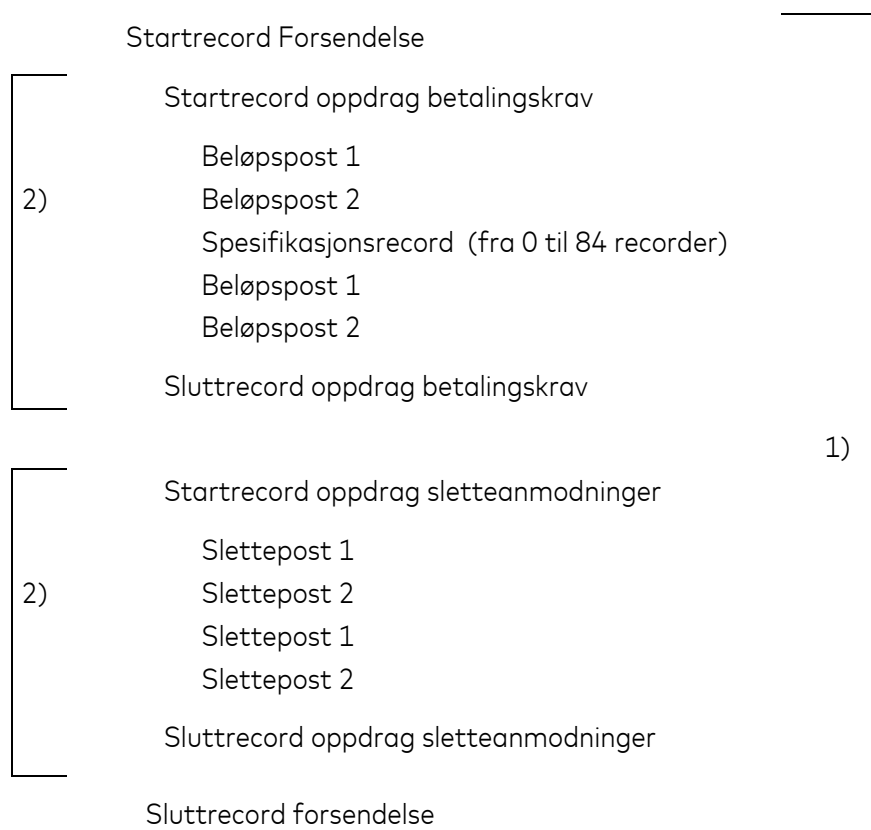 Startrecord Forsendelse
Startrecord oppdrag betalingskrav
Beløpspost 1
2) Beløpspost 2
Spesifikasjonsrecord (fra 0 til 84 recorder)
Beløpspost 1
Beløpspost 2
Sluttrecord oppdrag betalingskrav
1)
Startrecord oppdrag sletteanmodninger
Slettepost 1
2) Slettepost 2
Slettepost 1
Slettepost 2
Sluttrecord oppdrag sletteanmodninger
Sluttrecord forsendelse